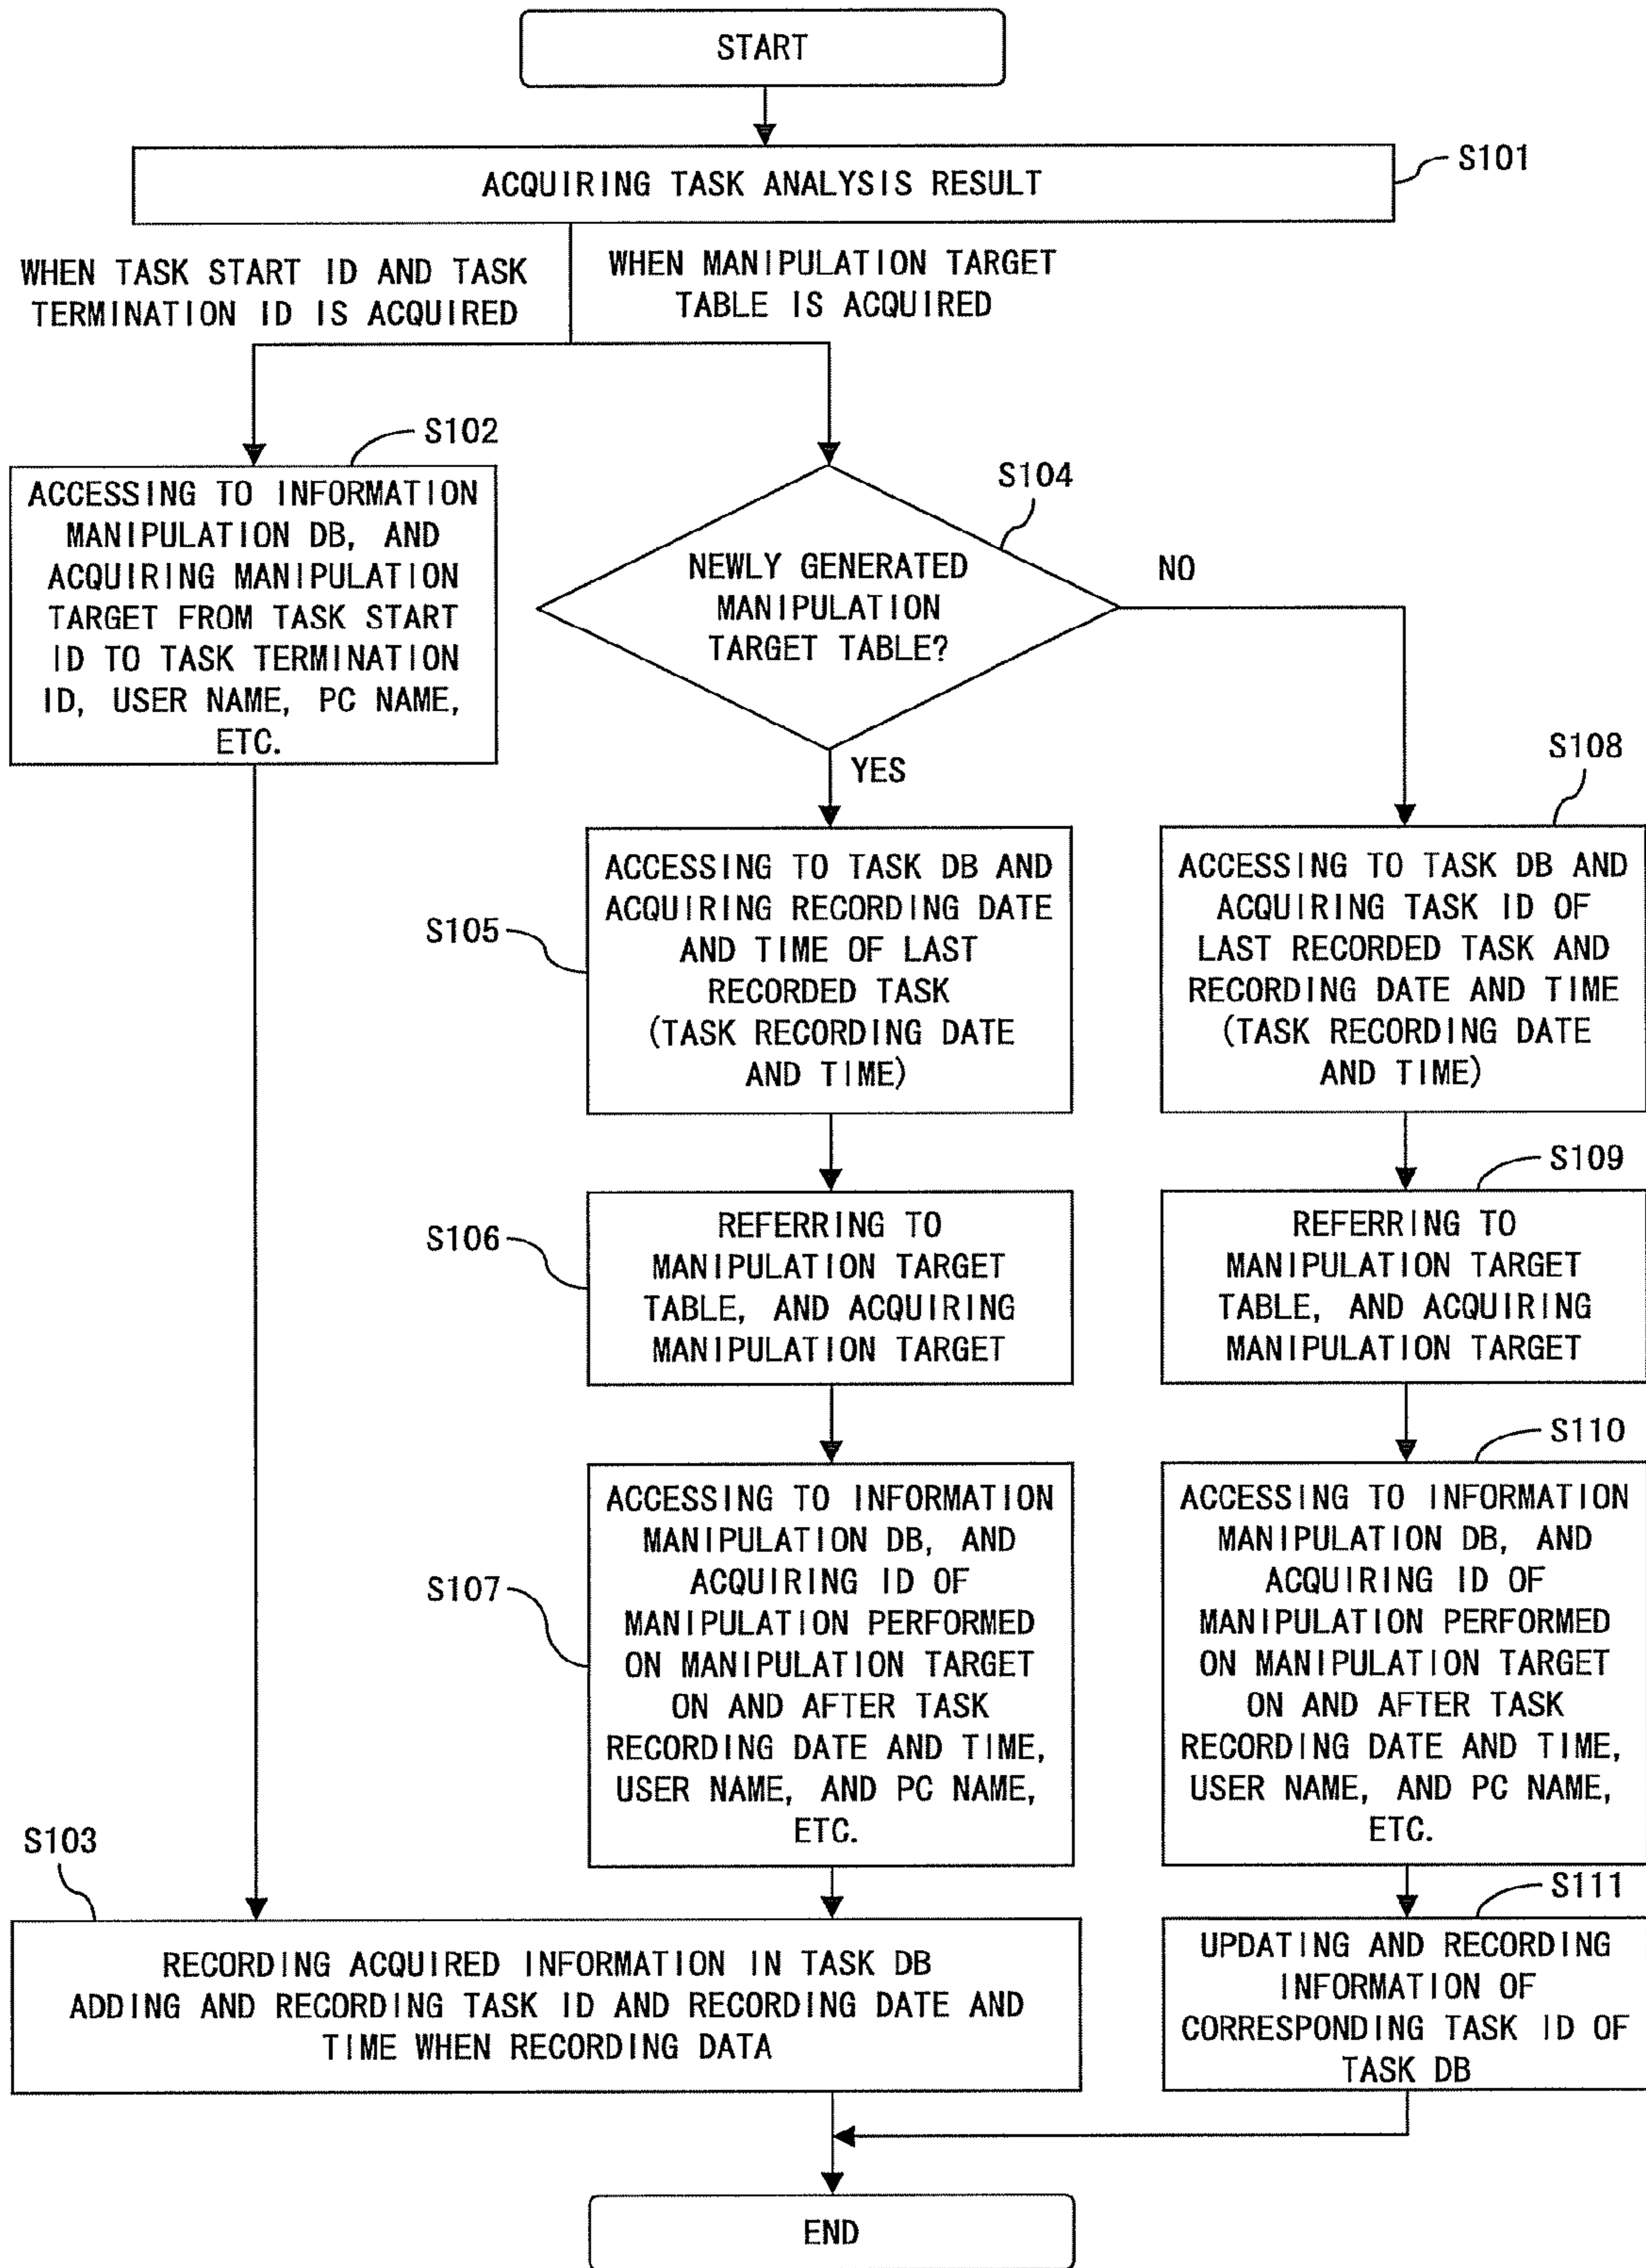 START
ACQUIRING TASK ANALYSIS RESULT
S101
WHEN TASK START ID AND TASK
TERMINATION ID IS ACQUIRED
WHEN MANIPULATION TARGET
TABLE IS ACQUIRED
S102
ACCESSING TO INFORMATION
MANIPULATION DB, AND
ACQUIRING MANIPULATION
TARGET FROM TASK START
ID TO TASK TERMINATION
ID, USER NAME, PC NAME,
ETC.
S104
NEWLY GENERATED
MANIPULATION
TARGET TABLE?
NO
YES
S105
ACCESSING TO TASK DB AND
ACQUIRING RECORDING DATE
AND TIME OF LAST
RECORDED TASK
(TASK RECORDING DATE
AND TIME)
S108
ACCESSING TO TASK DB AND
ACQUIRING TASK ID OF
LAST RECORDED TASK AND
RECORDING DATE AND TIME
(TASK RECORDING DATE
AND TIME)
S106
REFERRING TO
MANIPULATION TARGET
TABLE, AND ACQUIRING
MANIPULATION TARGET
S109
REFERRING TO
MANIPULATION TARGET
TABLE, AND ACQUIRING
MANIPULATION TARGET
S107
ACCESSING TO INFORMATION
MANIPULATION DB, AND
ACQUIRING ID OF
MANIPULATION PERFORMED
ON MANIPULATION TARGET
ON AND AFTER TASK
RECORDING DATE AND TIME,
USER NAME, AND PC NAME,
ETC.
S110
ACCESSING TO INFORMATION
MANIPULATION DB, AND
ACQUIRING ID OF
MANIPULATION PERFORMED
ON MANIPULATION TARGET
ON AND AFTER TASK
RECORDING DATE AND TIME,
USER NAME, AND PC NAME,
ETC.
S103
RECORDING ACQUIRED INFORMATION IN TASK DB
ADDING AND RECORDING TASK ID AND RECORDING DATE AND
TIME WHEN RECORDING DATA
S111
UPDATING AND RECORDING
INFORMATION OF
CORRESPONDING TASK ID OF
TASK DB
END